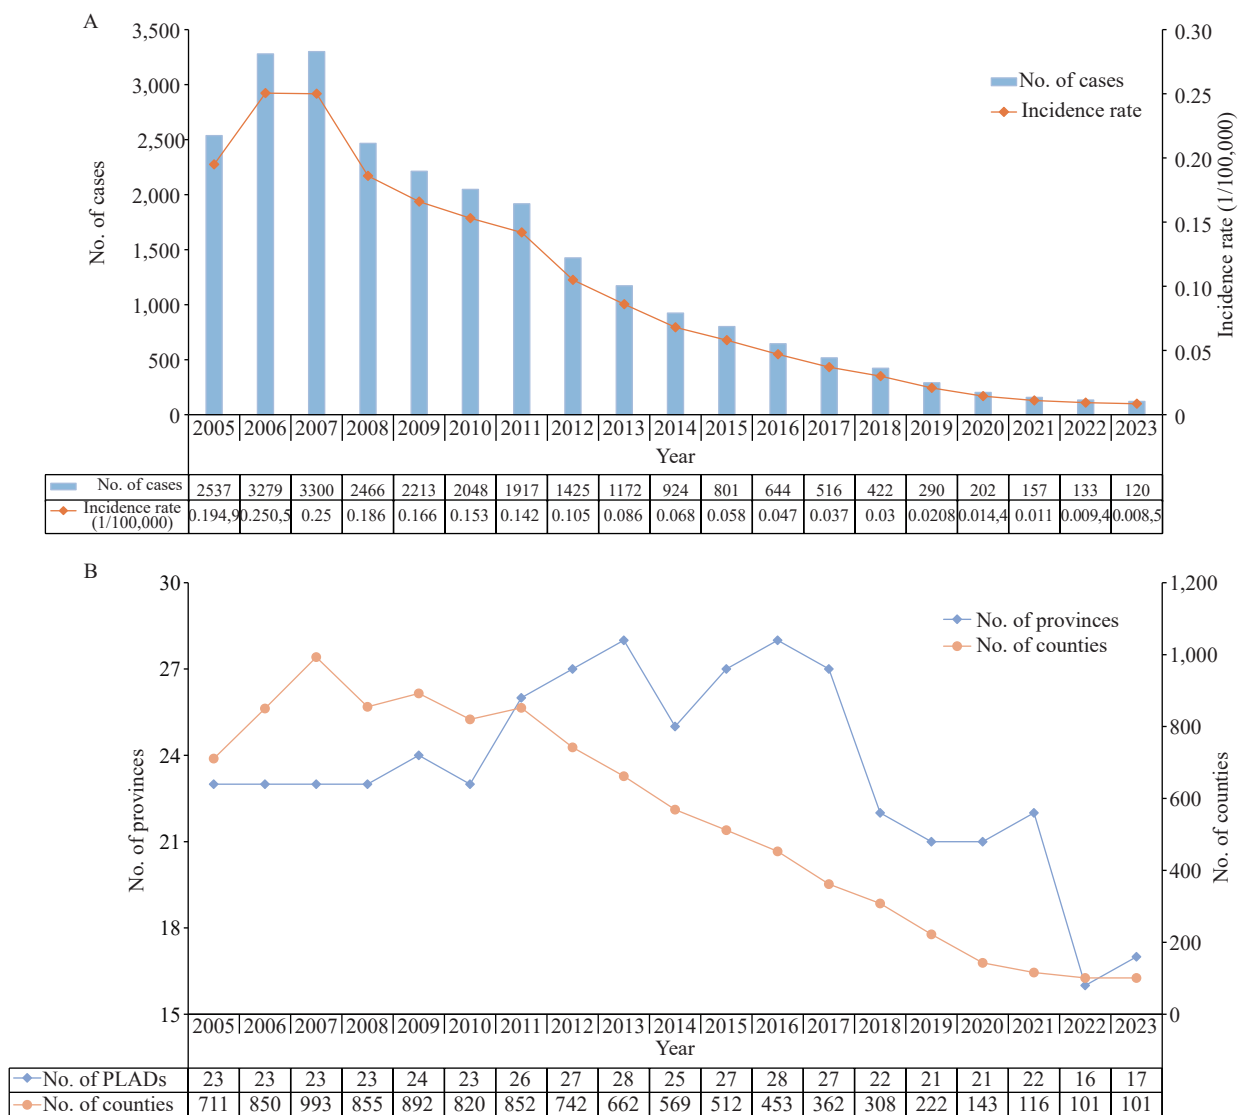 A
3,500
3,000
2,500
2,000
1,500
1,000
500
0
No. of cases
0.30
0.25
0.20
0.15
0.10
0.05
0
Incidence rate (1/100,000)
No. of cases
Incidence rate
2005 2006 2007 2008 2009 2010 2011 2012 2013 2014 2015 2016 2017 2018 2019 2020 2021 2022 2023
Year
No. of cases 2537 3279 3300 2466 2213 2048 1917 1425 1172 924 801 644 516 422 290 202 157 133 120
Incidence rate
(1/100,000) 0.194,9 0.250,5 0.25 0.186 0.166 0.153 0.142 0.105 0.086 0.068 0.058 0.047 0.037 0.03 0.0208 0.014,4 0.011 0.009,4 0.008,5
B
30
27
24
21
18
15
No. of provinces
1,200
1,000
800
600
400
200
0
No. of counties
No. of provinces
No. of counties
2005 2006 2007 2008 2009 2010 2011 2012 2013 2014 2015 2016 2017 2018 2019 2020 2021 2022 2023
Year
No. of PLADs 23 23 23 23 24 23 26 27 28 25 27 28 27 22 21 21 22 16 17
No. of counties 711 850 993 855 892 820 852 742 662 569 512 453 362 308 222 143 116 101 101